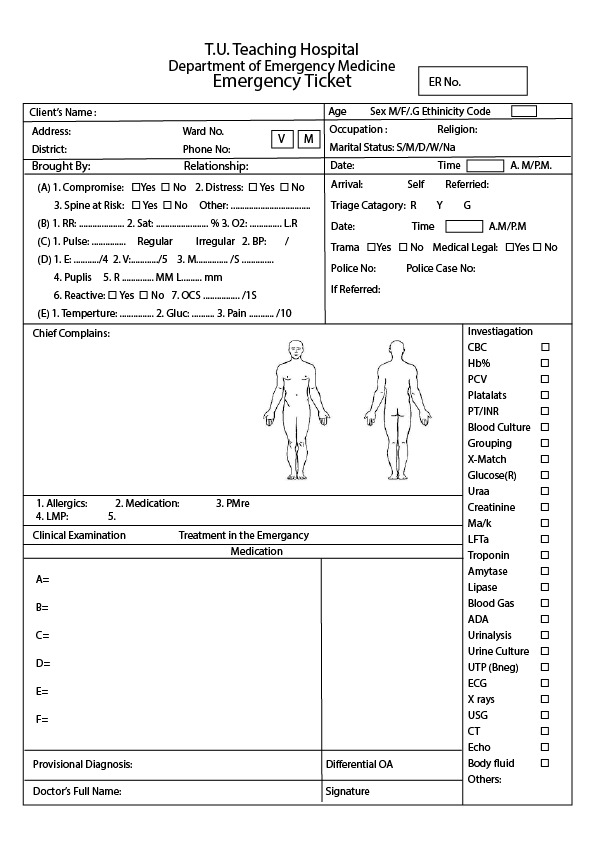 T.U. Teaching Hospital
Department of Emergency Medicine
Emergency Ticket
ER No.
Client's Name :
Age Sex M/F/.G Ethinicity Code
Address: Ward No.
District: Phone No:
V M
Occupation : Religion:
Marital Status: S/M/D/W/Na
Brought By: Relationship:
Date: Time A. M/P.M.
(A) 1. Compromise: □Yes □ No 2. Distress: □ Yes □ No
3. Spine at Risk: □ Yes □ No Other: ..................................
(B) 1. RR: ................... 2. Sat: ...................... % 3. O2: ............. L.R
(C) 1. Pulse: .............. Regular Irregular 2. BP: /
(D) 1. E: ........../4 2. V:........../5 3. M............ /S .............
4. Puplis 5. R ............. MM L........ mm
6. Reactive: □ Yes □ No 7. OCS ............... /1S
(E) 1. Temperture: .............. 2. Gluc: .......... 3. Pain .......... /10
Arrival: Self Referred:
Triage Catagory: R Y G
Date: Time A.M/P.M
Trama □Yes □ No Medical Legal: □Yes □ No
Police No: Police Case No:
If Referred:
Chief Complains:
1. Allergics: 2. Medication: 3. PMre
4. LMP: 5.
Clinical Examination Treatment in the Emergancy
Medication
A=
B=
C=
D=
E=
F=
Provisional Diagnosis:
Differential OA
Doctor's Full Name:
Signature
Investiagation
CBC □
Hb% □
PCV □
Platalats □
PT/INR □
Blood Culture □
Grouping □
X-Match □
Glucose(R) □
Uraa □
Creatinine □
Ma/k □
LFTa □
Troponin □
Amytase □
Lipase □
Blood Gas □
ADA □
Urinalysis □
Urine Culture □
UTP (Bneg) □
ECG □
X rays □
USG □
CT □
Echo □
Body fluid □
Others: